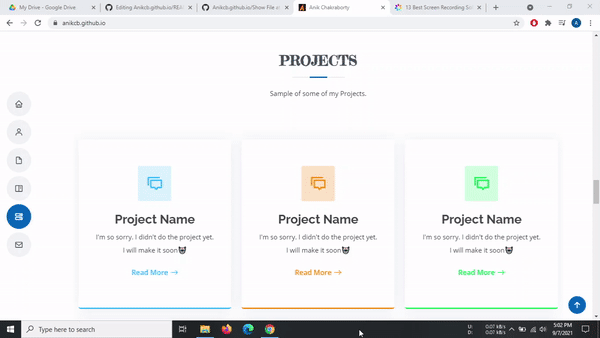 My Drive - Google Drive
Editing Anikcb.github.io/REA
Anikcb.github.io/Show File at
Anik Chakraborty
13 Best Screen Recording So
anikcb.github.io
PROJECTS
Sample of some of my Projects.
Project Name
I'm so sorry. I didn't do the project yet.
I will make it soon
Read More
Project Name
I'm so sorry. I didn't do the project yet.
I will make it soon
Read More
Project Name
I'm so sorry. I didn't do the project yet.
I will make it soon
Read More
Type here to search
U: 0.07 kB/s
D: 0.07 kB/s
5:02 PM
9/7/2021